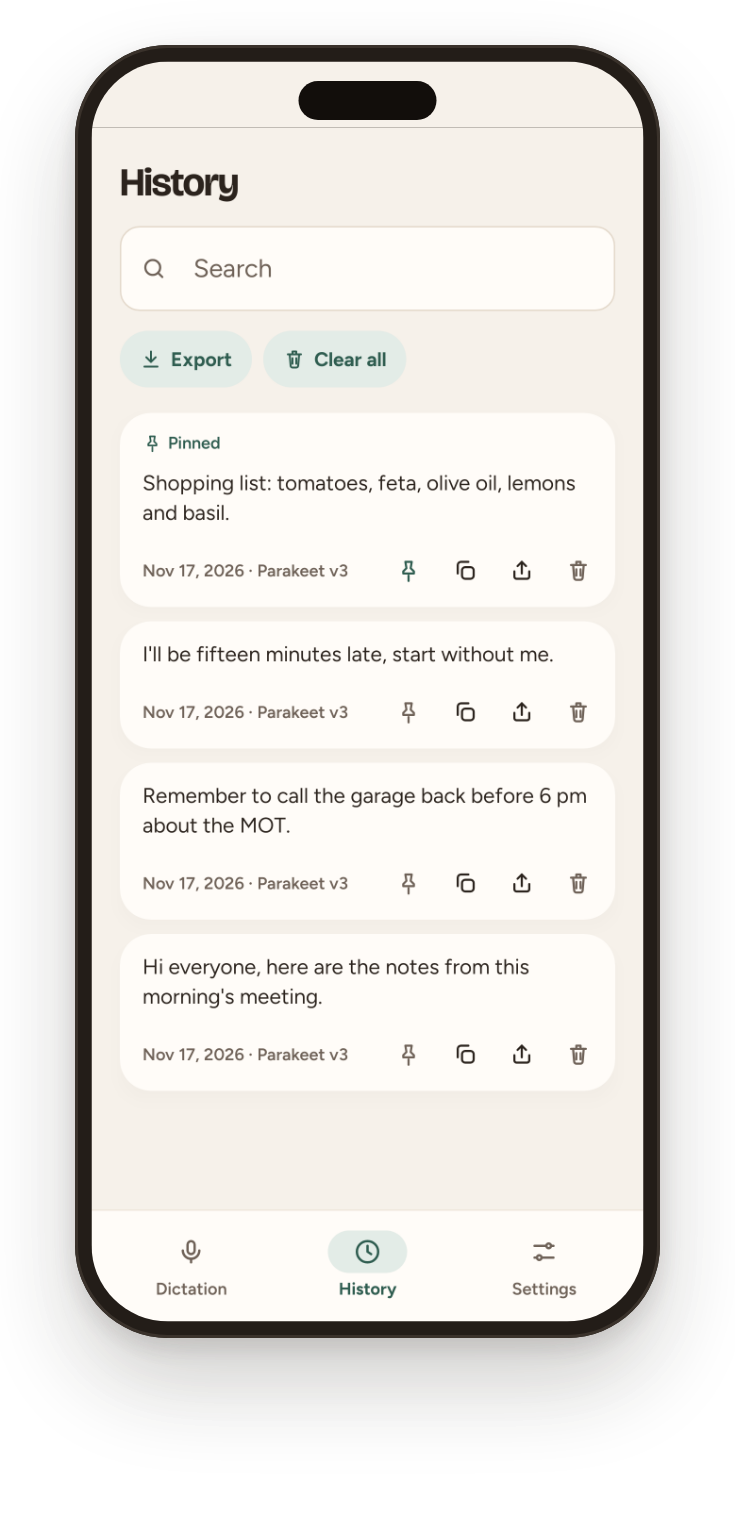 History
Search
Export
Clear all
Pinned
Shopping list: tomatoes, feta, olive oil, lemons
and basil.
Nov 17, 2026 · Parakeet v3
I'll be fifteen minutes late, start without me.
Nov 17, 2026 · Parakeet v3
Remember to call the garage back before 6 pm
about the MOT.
Nov 17, 2026 · Parakeet v3
Hi everyone, here are the notes from this
morning's meeting.
Nov 17, 2026 · Parakeet v3
Dictation
History
Settings